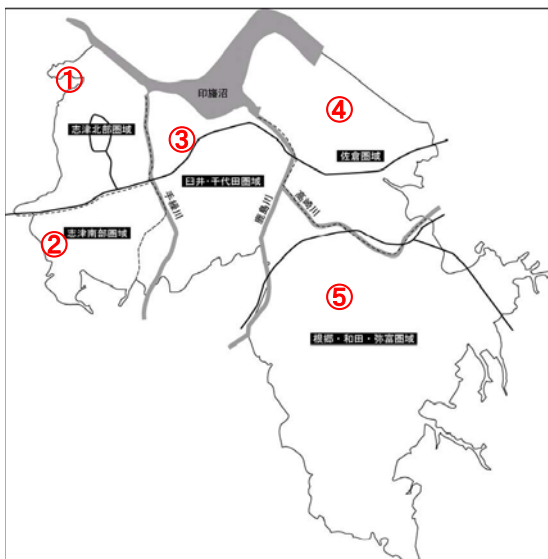 ①
印旛沼
④
志津北部圏域
③
佐倉圏域
臼井・千代田圏域
手繰川
鹿島川
高崎川
②
志津南部圏域
⑤
根郷・和田・弥富圏域